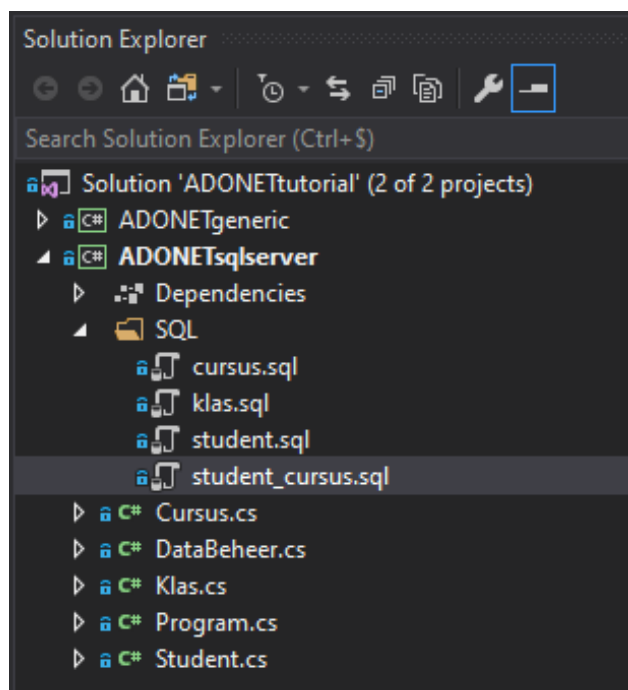 Solution Explorer
Search Solution Explorer (Ctrl+$)
Solution 'ADONETtutorial' (2 of 2 projects)
C# ADONETgeneric
C# ADONETsqlserver
Dependencies
SQL
cursus.sql
klas.sql
student.sql
student_cursus.sql
C# Cursus.cs
C# DataBeheer.cs
C# Klas.cs
C# Program.cs
C# Student.cs